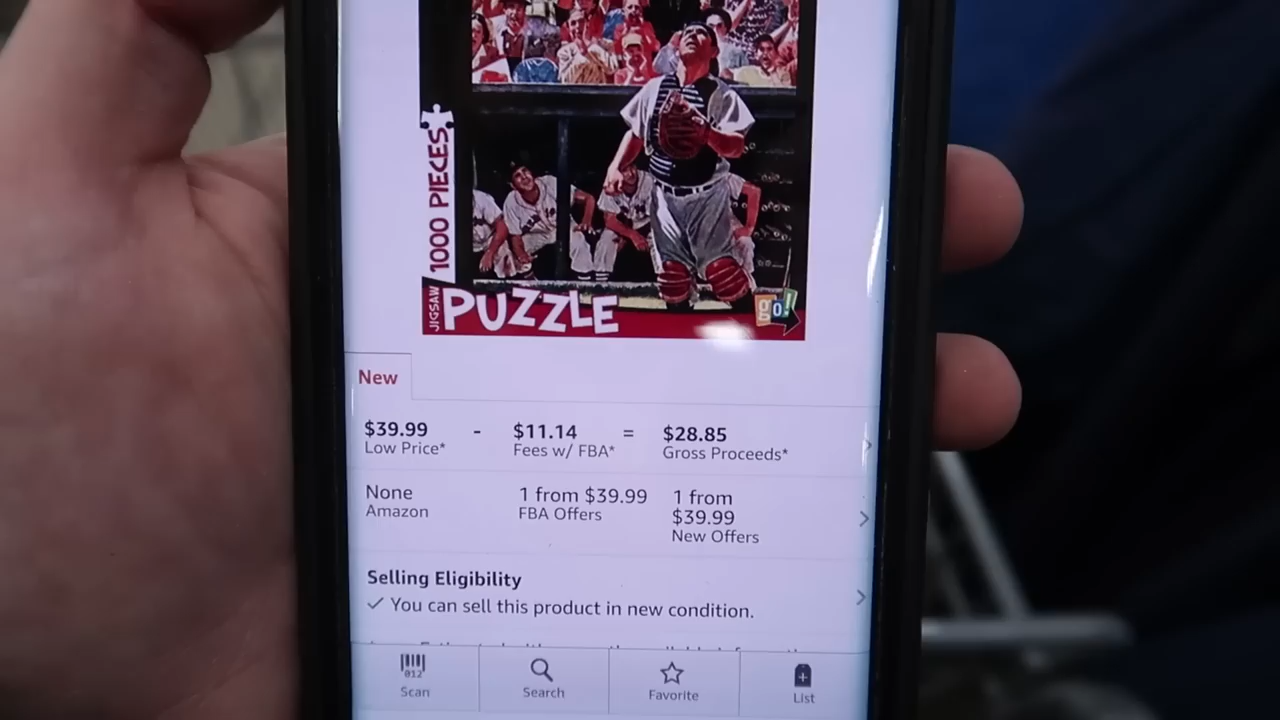 1000 PIECES
JIGSAW
PUZZLE
go!
New
$39.99 - $11.14 = $28.85
Low Price* Fees w/ FBA* Gross Proceeds*
None 1 from $39.99 1 from
Amazon FBA Offers $39.99
New Offers
Selling Eligibility
✓ You can sell this product in new condition.
012
Scan Search Favorite List